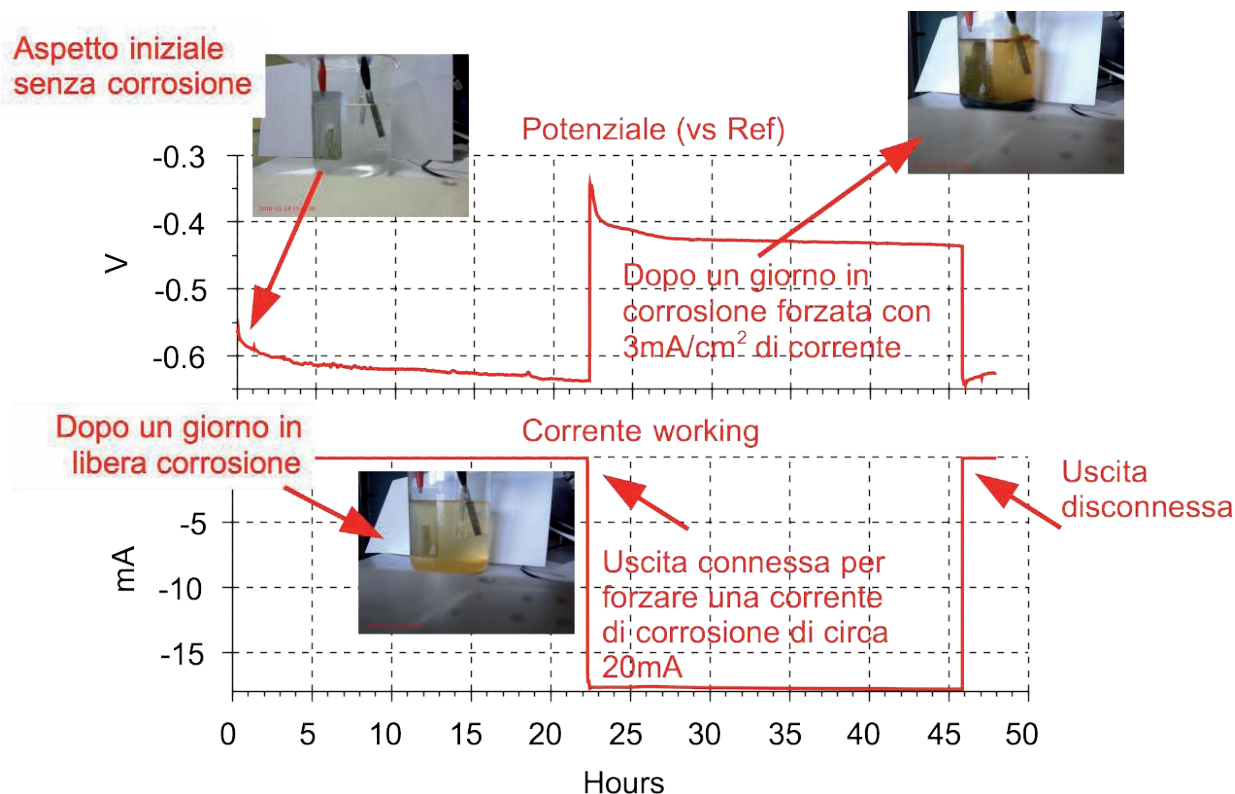 Aspetto iniziale
senza corrosione
Potenziale (vs Ref)
-0.3
-0.4
-0.5
-0.6
V
Dopo un giorno in
corrosione forzata con
3mA/cm² di corrente
Dopo un giorno in
libera corrosione
Corrente working
Uscita
disconnessa
-5
-10
-15
mA
Uscita connessa per
forzare una corrente
di corrosione di circa
20mA
0 5 10 15 20 25 30 35 40 45 50
Hours